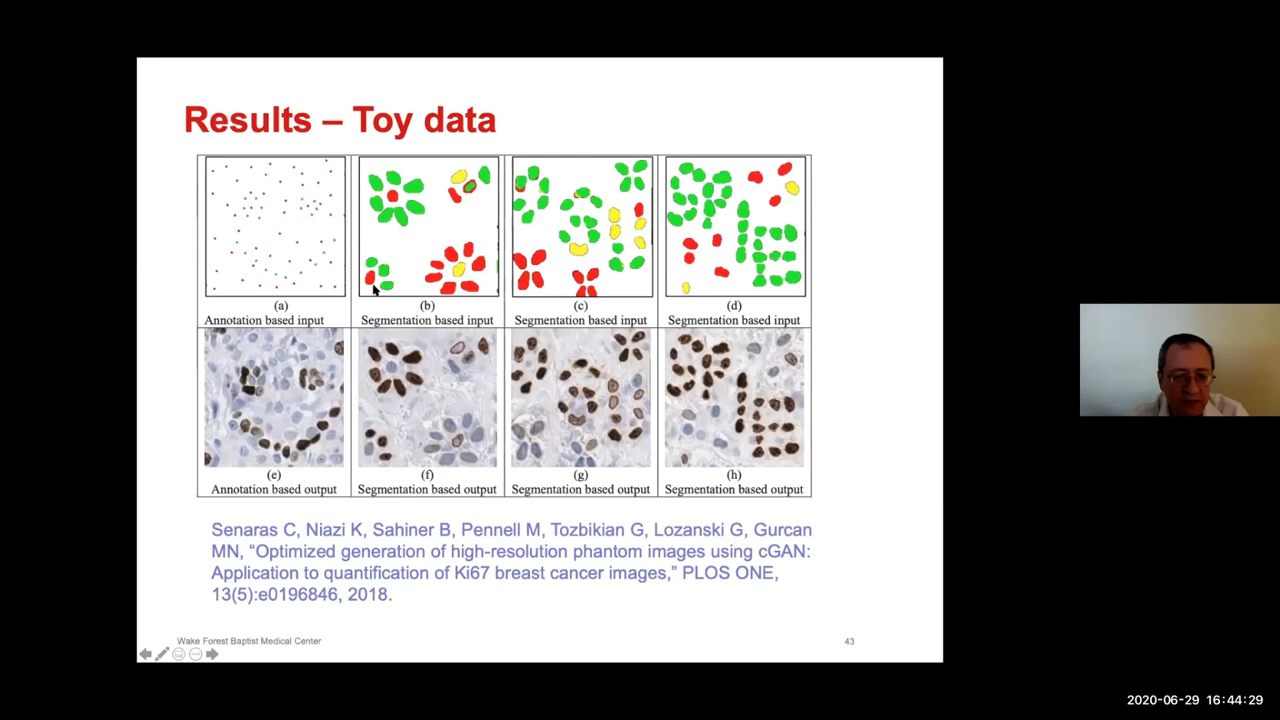 Results – Toy data
(a)
Annotation based input
(b)
Segmentation based input
(c)
Segmentation based input
(d)
Segmentation based input
(e)
Annotation based output
(f)
Segmentation based output
(g)
Segmentation based output
(h)
Segmentation based output
Senaras C, Niazi K, Sahiner B, Pennell M, Tozbikian G, Lozanski G, Gurcan
MN, “Optimized generation of high-resolution phantom images using cGAN:
Application to quantification of Ki67 breast cancer images,” PLOS ONE,
13(5):e0196846, 2018.
Wake Forest Baptist Medical Center
43
2020-06-29 16:44:29